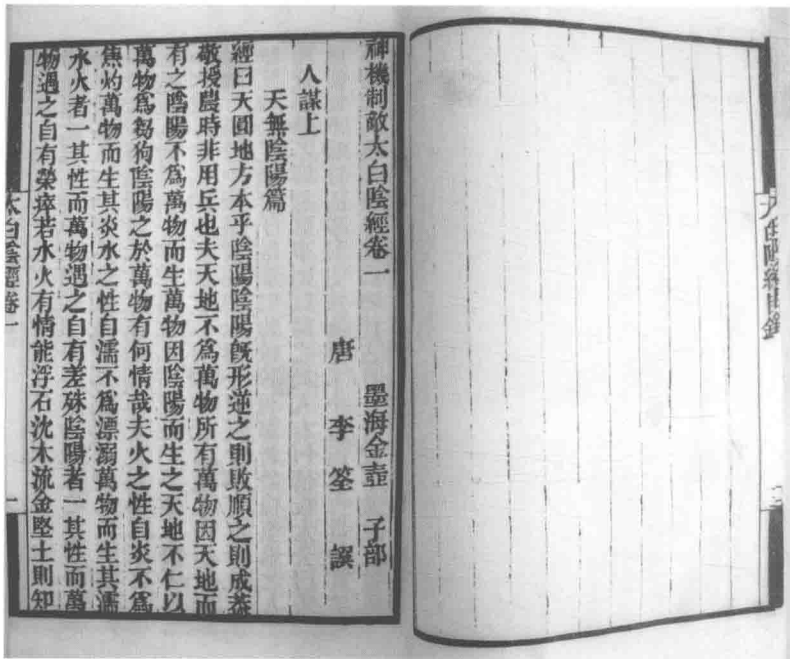 太白陰經目錄
神機制敵太白陰經卷一 墨海金壺 子部
唐 李筌 譔
人謀上
天無陰陽篇
經曰天圓地方本乎陰陽陰陽旣形逆之則敗順之則成蓋
敬授農時非用兵也夫天地不爲萬物所有萬物因天地而
有之陰陽不爲萬物而生萬物因陰陽而生之天地不仁以
萬物爲芻狗陰陽之於萬物有何情哉夫火之性自炎不爲
焦灼萬物而生其炎水之性自濡不爲漂溺萬物而生其濡
水火者一其性而萬物遇之自有差殊陰陽者一其性而萬
物遇之自有榮瘁若水火有情能浮石沈木流金堅土則知
太白陰經卷一 一